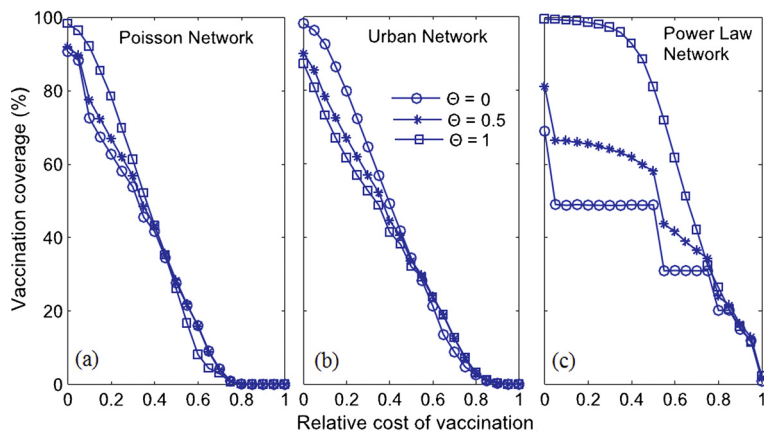 Poisson Network
Urban Network
Power Law
Network
Θ = 0
Θ = 0.5
Θ = 1
Vaccination coverage (%)
100
80
60
40
20
0
(a)
(b)
(c)
0 0.2 0.4 0.6 0.8 1
0 0.2 0.4 0.6 0.8 1
0 0.2 0.4 0.6 0.8 1
Relative cost of vaccination